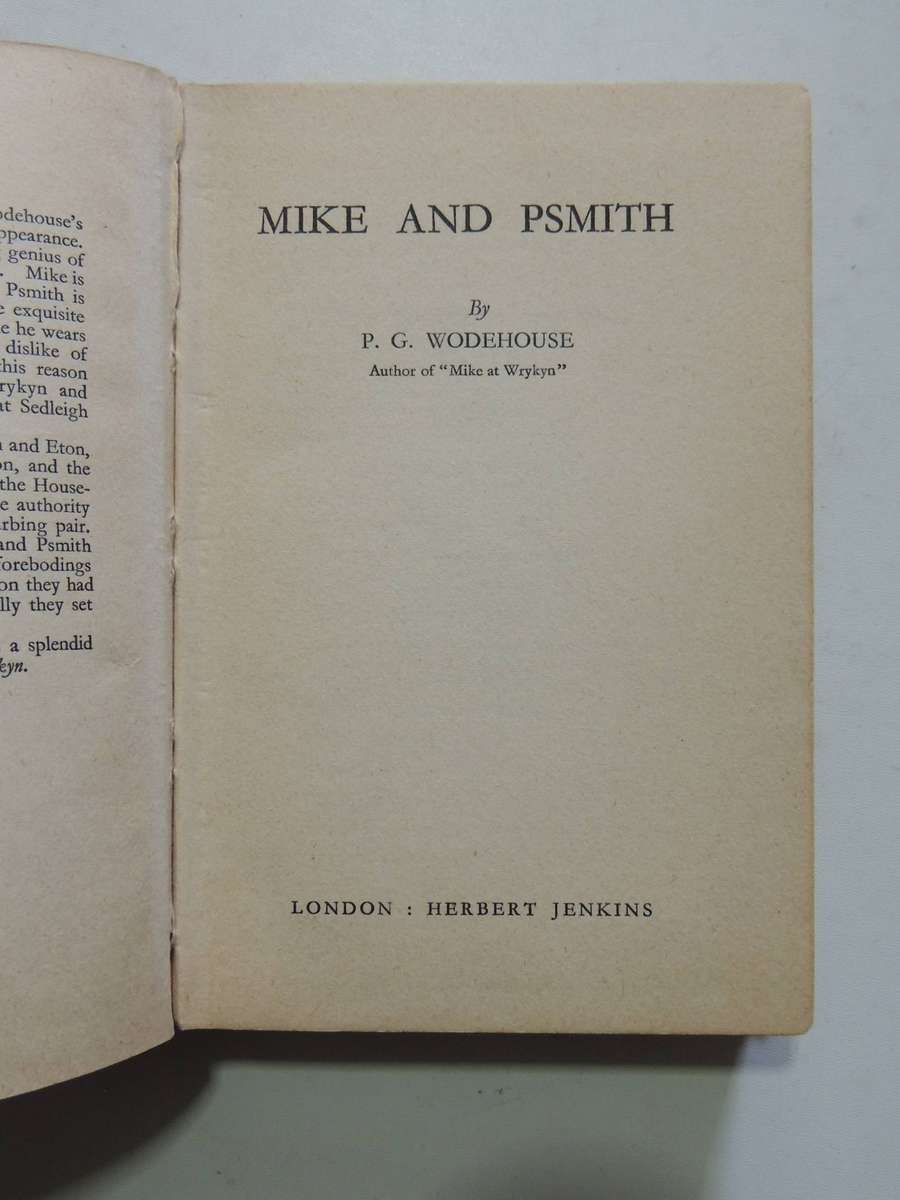 odehouse's
ppearance.
genius of
. Mike is
Psmith is
e exquisite
e he wears
dislike of
his reason
rykyn and
at Sedleigh
and Eton,
on, and the
the House-
e authority
rbing pair.
and Psmith
forebodings
on they had
lly they set
a splendid
kyn.
MIKE AND PSMITH
By
P. G. WODEHOUSE
Author of "Mike at Wrykyn"
LONDON : HERBERT JENKINS